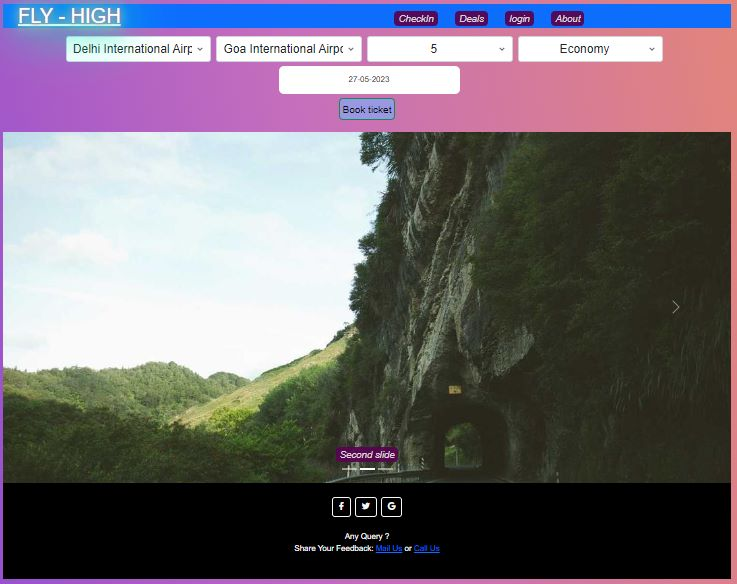 FLY - HIGH
CheckIn Deals login About
Delhi International Airp Goa International Airpo 5 Economy
27-05-2023
Book ticket
Second slide
Any Query ?
Share Your Feedback: Mail Us or Call Us